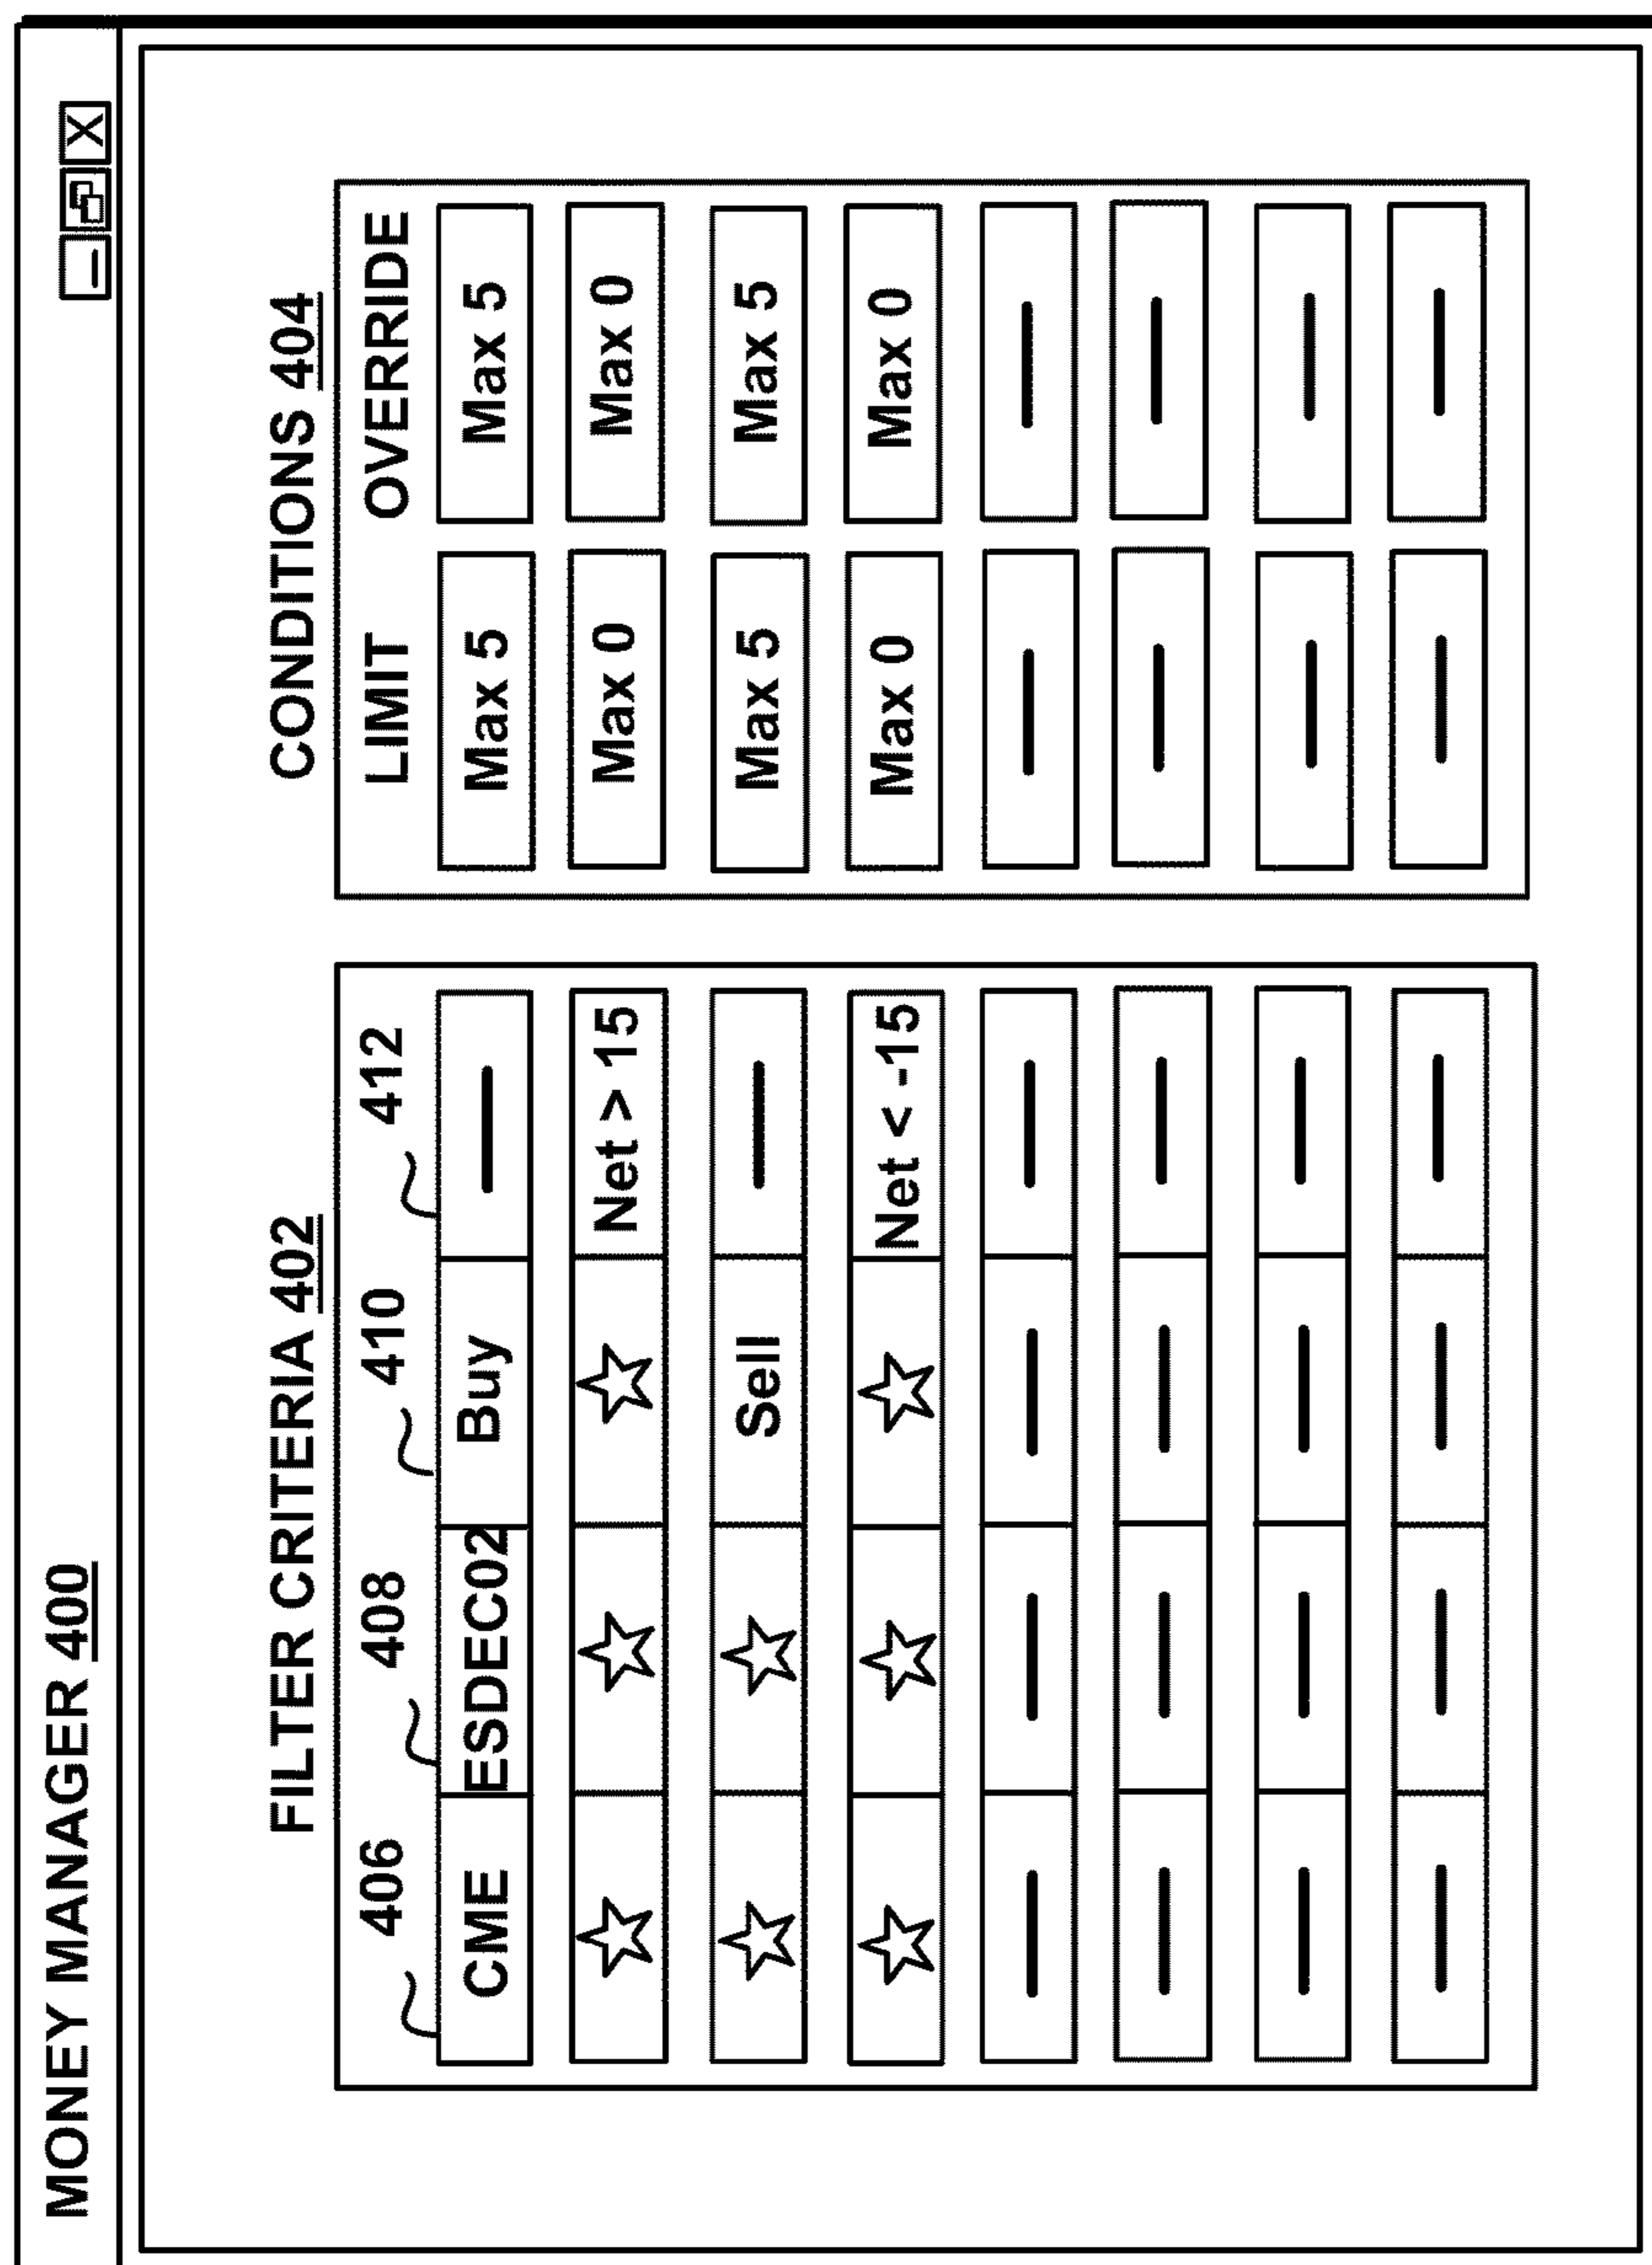 MONEY MANAGER 400
X
FILTER CRITERIA 402 CONDITIONS 404
406 408 410 412 LIMIT OVERRIDE
CME ESDEC02 Buy — Max 5 Max 5
☆ ☆ ☆ Net > 15 Max 0 Max 0
☆ ☆ Sell — Max 5 Max 5
☆ ☆ ☆ Net < -15 Max 0 Max 0
— — — — — —
— — — — — —
— — — — — —
— — — — — —